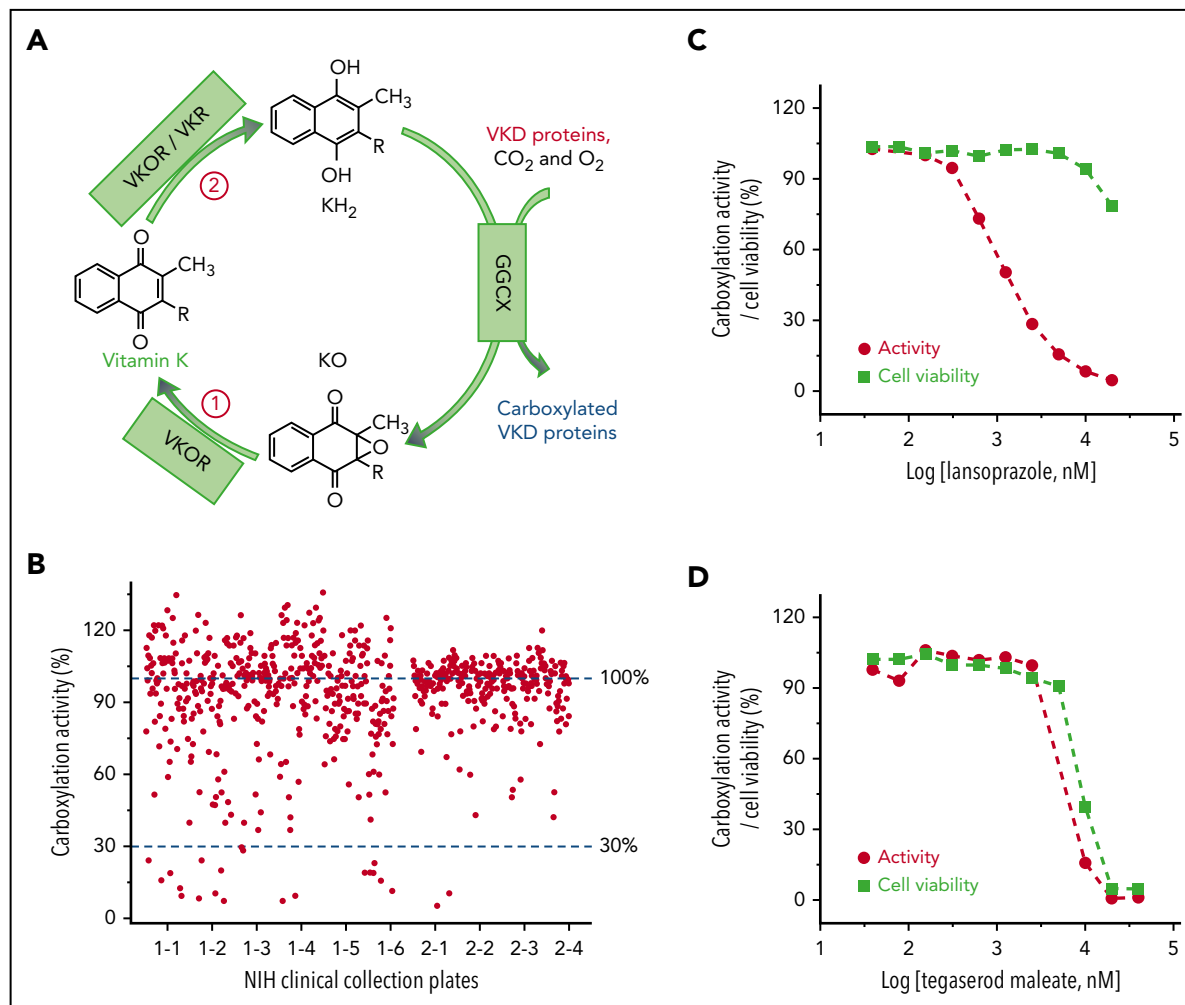 A
OH
CH3
R
OH
KH2
VKOR / VKR
2
VKD proteins,
CO2 and O2
GGCX
O
CH3
R
O
Vitamin K
KO
O
CH3
O
R
O
1
VKOR
Carboxylated
VKD proteins
B
Carboxylation activity (%)
120
90
60
30
0
100%
30%
1-1 1-2 1-3 1-4 1-5 1-6 2-1 2-2 2-3 2-4
NIH clinical collection plates
C
Carboxylation activity
/ cell viability (%)
120
90
60
30
0
Activity
Cell viability
1 2 3 4 5
Log [lansoprazole, nM]
D
Carboxylation activity
/ cell viability (%)
120
90
60
30
0
Activity
Cell viability
1 2 3 4 5
Log [tegaserod maleate, nM]